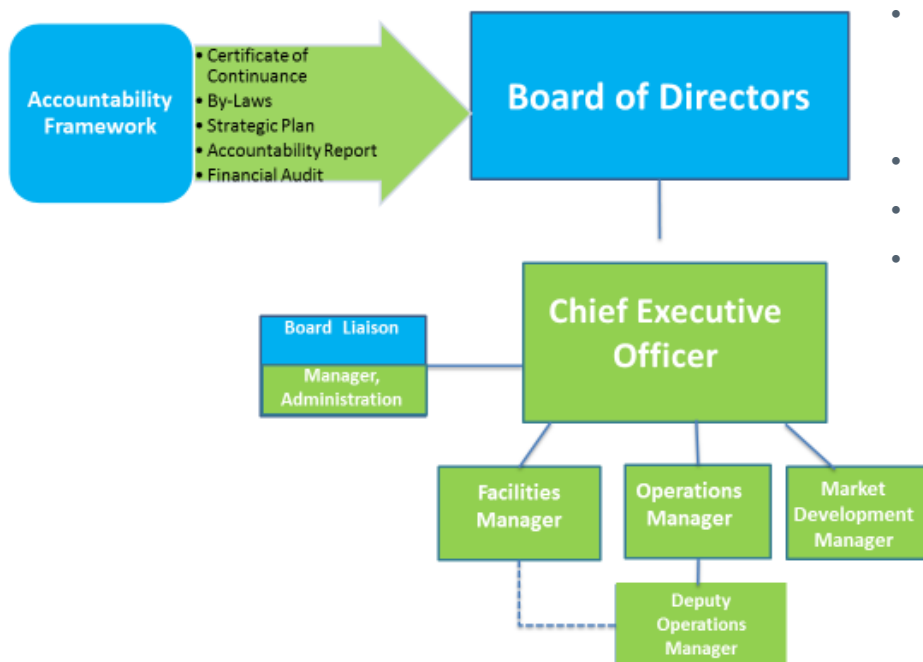 Accountability
Framework
• Certificate of
Continuance
• By-Laws
• Strategic Plan
• Accountability Report
• Financial Audit
Board of Directors
Chief Executive
Officer
Board Liaison
Manager,
Administration
Facilities
Manager
Operations
Manager
Market
Development
Manager
Deputy
Operations
Manager